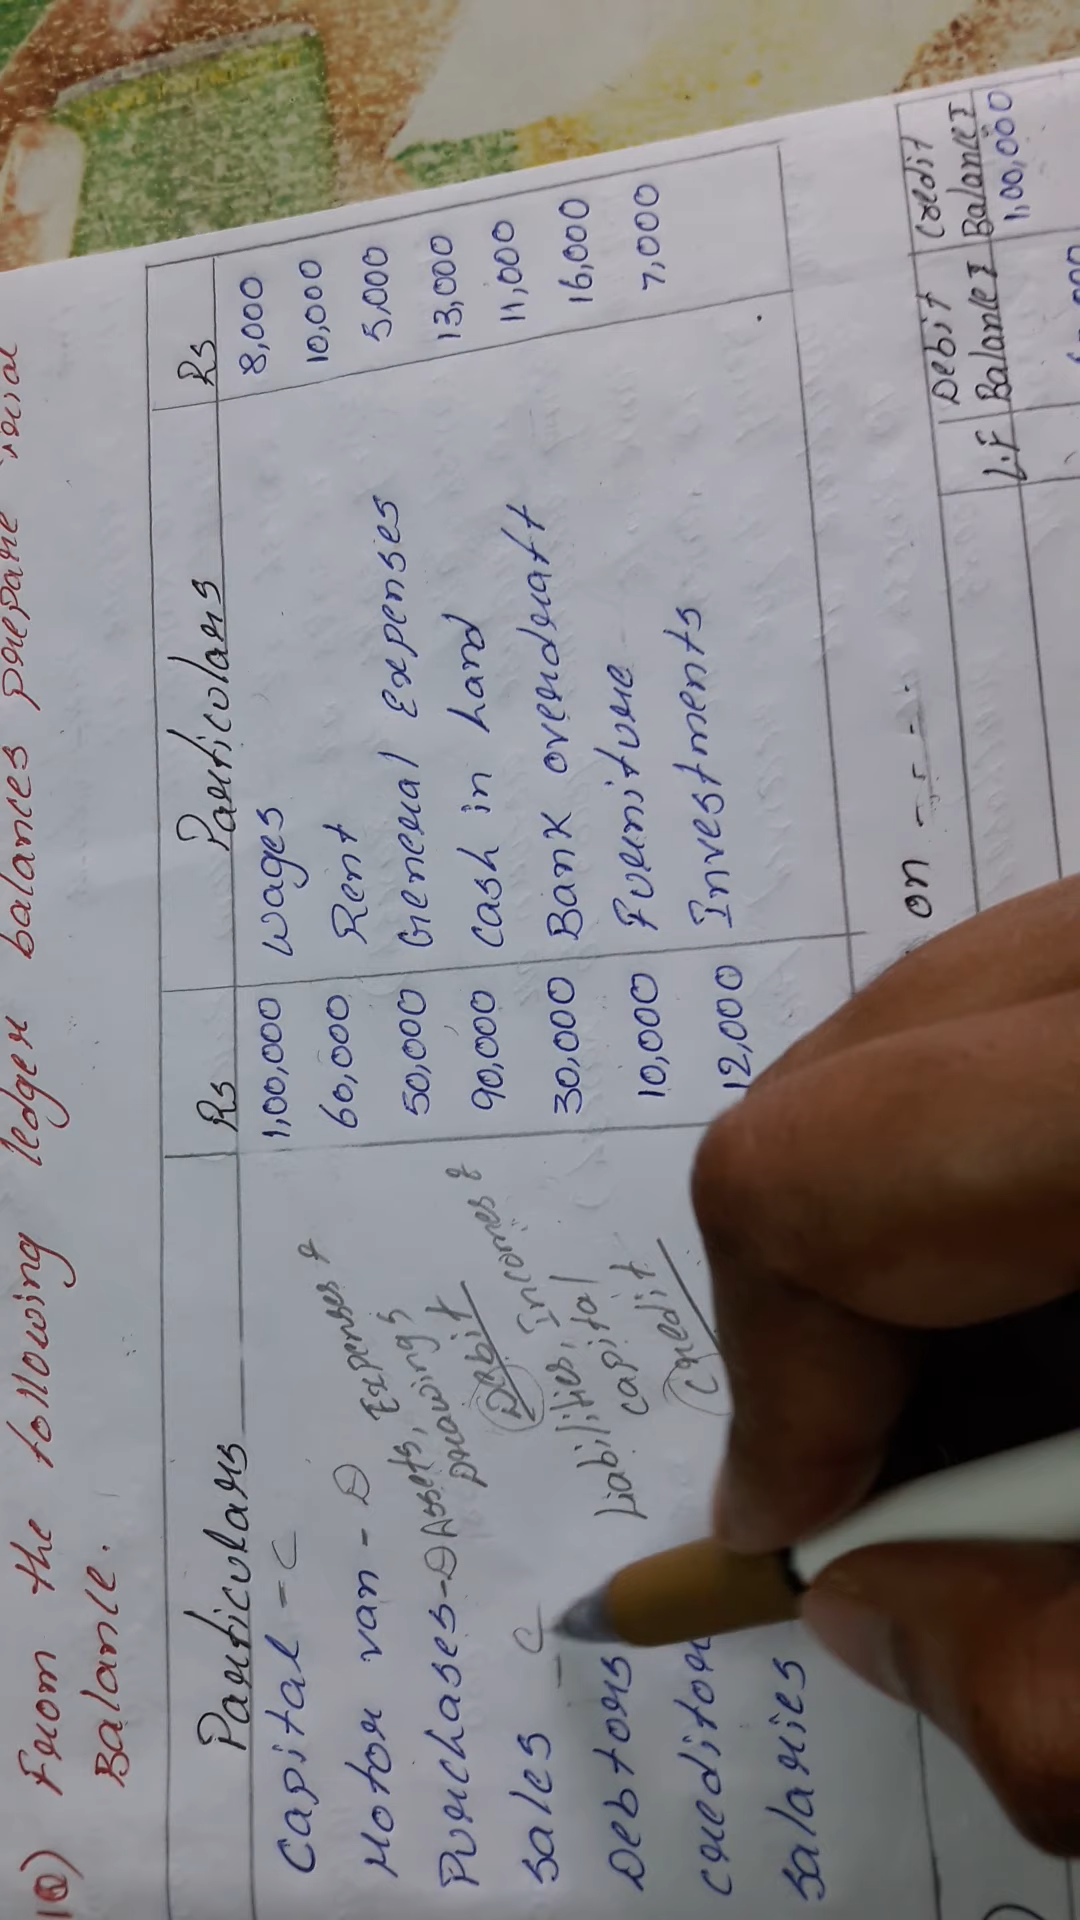 1Q) From the following ledger balances prepare
Balance.
Particulars Rs Particulars Rs
Capital - C 1,00,000 Wages 8,000
Motor van - D 60,000 Rent 10,000
Purchases - D 50,000 General Expenses 5,000
Sales - C 90,000 Cash in hand 13,000
Debtors 30,000 Bank overdraft 11,000
10,000 Furniture 16,000
Salaries 12,000 Investments 7,000
Assets, Expenses &
Drawings
Debit
Liabilities, Incomes &
Capital
Credit
on
L.F Debit Balance ₹ Credit Balance ₹
1,00,000